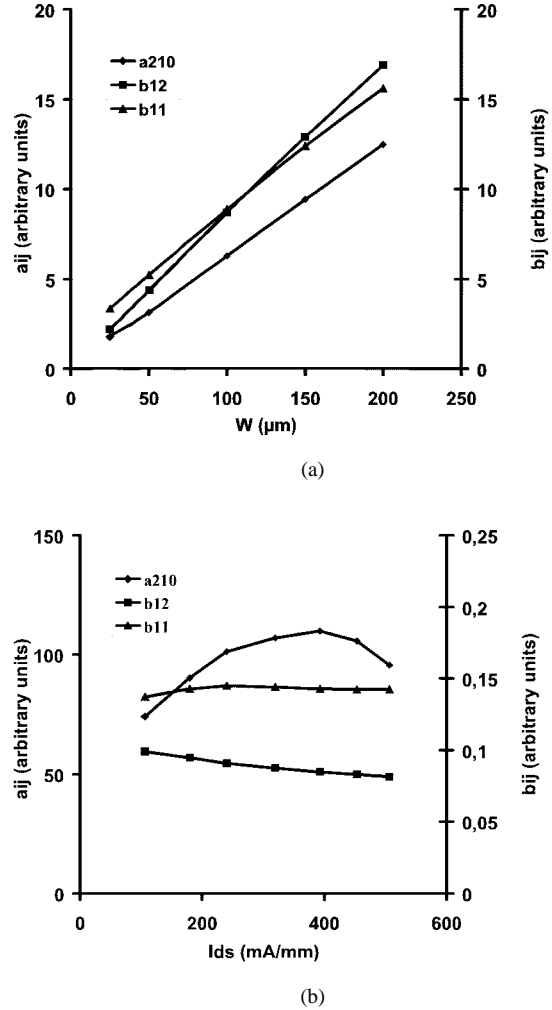 20
20
a210
b12
b11
15
15
10
10
aij (arbitrary units)
bij (arbitrary units)
5
5
0
0
0
50
100
150
200
250
W (µm)
(a)
150
0,25
a210
b12
b11
0,2
100
0,15
aij (arbitrary units)
bij (arbitrary units)
0,1
50
0,05
0
0
0
200
400
600
Ids (mA/mm)
(b)